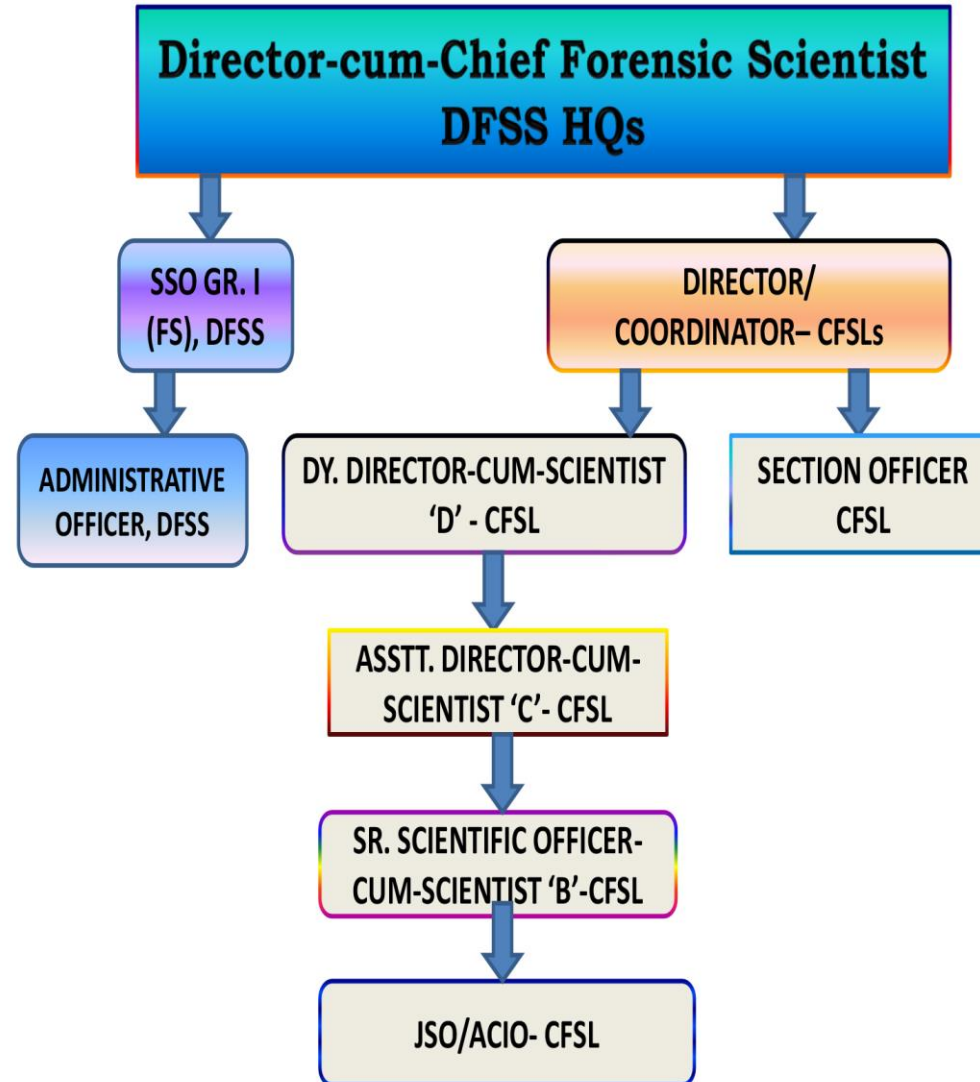 Director-cum-Chief Forensic Scientist
DFSS HQs
SSO GR. I
(FS), DFSS
DIRECTOR/
COORDINATOR– CFSLs
ADMINISTRATIVE
OFFICER, DFSS
DY. DIRECTOR-CUM-SCIENTIST
‘D’ - CFSL
SECTION OFFICER
CFSL
ASSTT. DIRECTOR-CUM-
SCIENTIST ‘C’- CFSL
SR. SCIENTIFIC OFFICER-
CUM-SCIENTIST ‘B’-CFSL
JSO/ACIO- CFSL